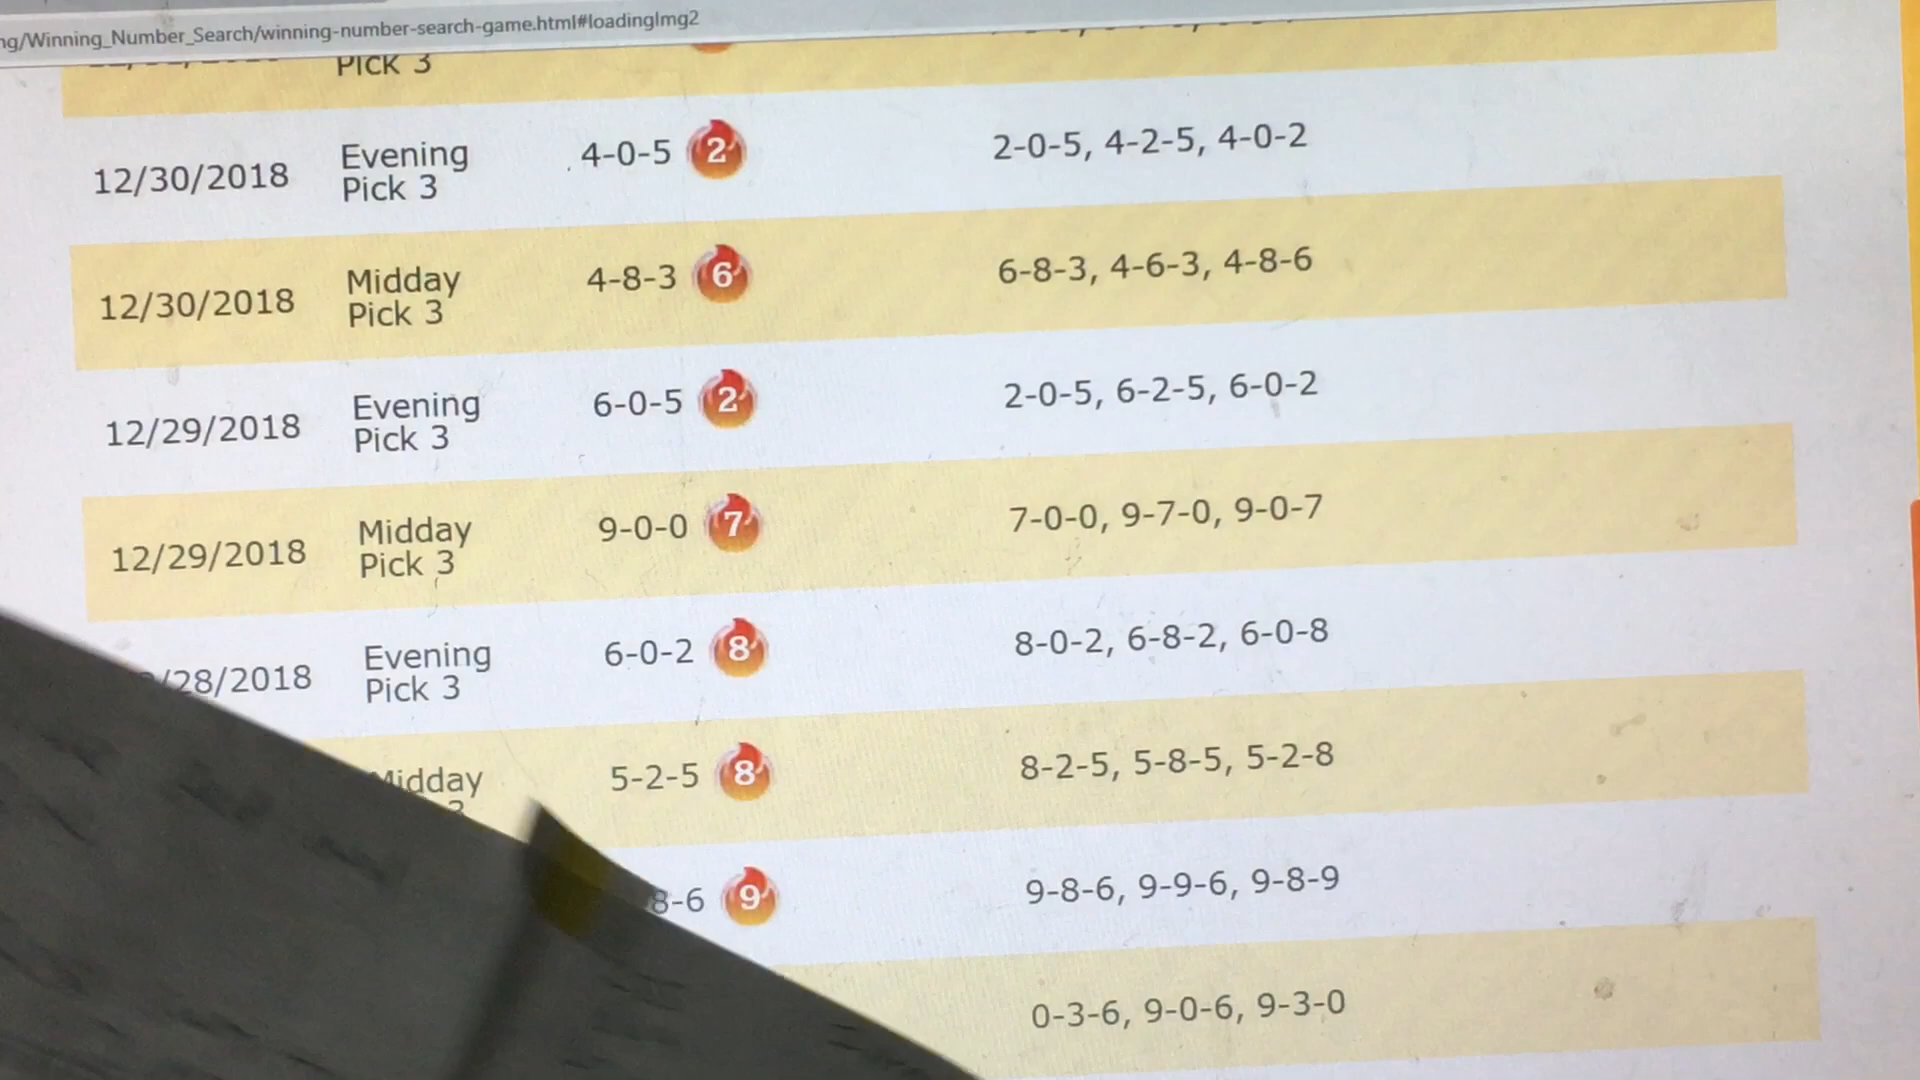 ng/Winning_Number_Search/winning-number-search-game.html#loadingImg2
Pick 3
12/30/2018 Evening Pick 3 4-0-5 2 2-0-5, 4-2-5, 4-0-2
12/30/2018 Midday Pick 3 4-8-3 6 6-8-3, 4-6-3, 4-8-6
12/29/2018 Evening Pick 3 6-0-5 2 2-0-5, 6-2-5, 6-0-2
12/29/2018 Midday Pick 3 9-0-0 7 7-0-0, 9-7-0, 9-0-7
/28/2018 Evening Pick 3 6-0-2 8 8-0-2, 6-8-2, 6-0-8
Midday 5-2-5 8 8-2-5, 5-8-5, 5-2-8
8-6 9 9-8-6, 9-9-6, 9-8-9
0-3-6, 9-0-6, 9-3-0